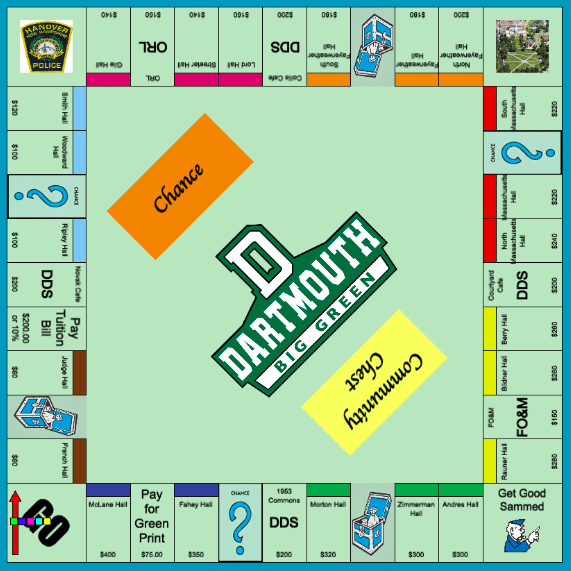 HANOVER
NEW HAMPSHIRE
POLICE
Gile Hall
$140
ORL
ORL
$150
Streeter Hall
$140
Lord Hall
$160
Collis Cafe
DDS
$200
South
Fayerweather
Hall
$180
Fayerweather
Hall
$180
North
Fayerweather
Hall
$200
South
Massachusetts
Hall
$220
CHANCE
?
Massachusetts
Hall
$220
North
Massachusetts
Hall
$240
Courtyard
Cafe
DDS
$200
Berry Hall
$260
Bildner Hall
$260
FO&M
FO&M
$150
Rauner Hall
$280
Get Good
Sammed
Andres Hall
$300
Zimmerman
Hall
$300
Morton Hall
$320
1953
Commons
DDS
$200
CHANCE
?
Fahey Hall
$350
Pay
for
Green
Print
$75.00
McLane Hall
$400
GO
French Hall
$60
Judge Hall
$60
Pay
Tuition
Bill
$200.00
or 10%
Novak Cafe
DDS
$200
Ripley Hall
$100
CHANCE
?
Woodward
Hall
$100
Smith Hall
$120
Chance
D
DARTMOUTH
BIG GREEN
Community
Chest